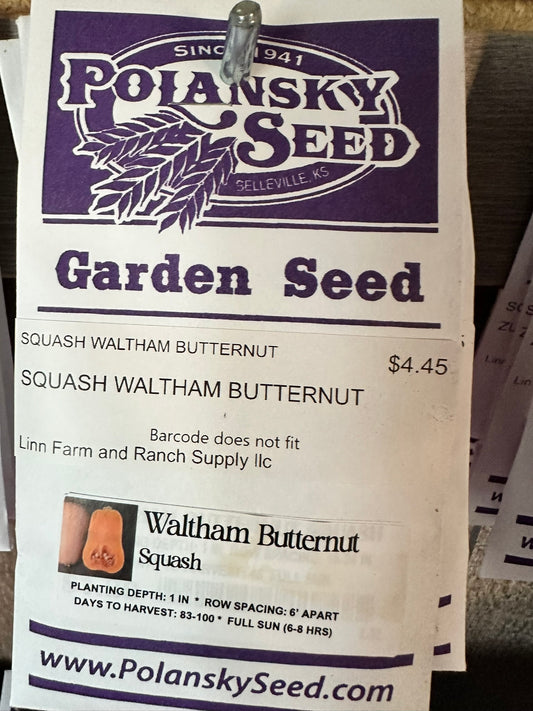 SINCE 1941
POLANSKY
SEED
BELLEVILLE, KS
Garden Seed
SQUASH WALTHAM BUTTERNUT
$4.45
SQUASH WALTHAM BUTTERNUT
Barcode does not fit
Linn Farm and Ranch Supply llc
Waltham Butternut
Squash
PLANTING DEPTH: 1 IN * ROW SPACING: 6' APART
DAYS TO HARVEST: 83-100* FULL SUN (6-8 HRS)
www.PolanskySeed.com